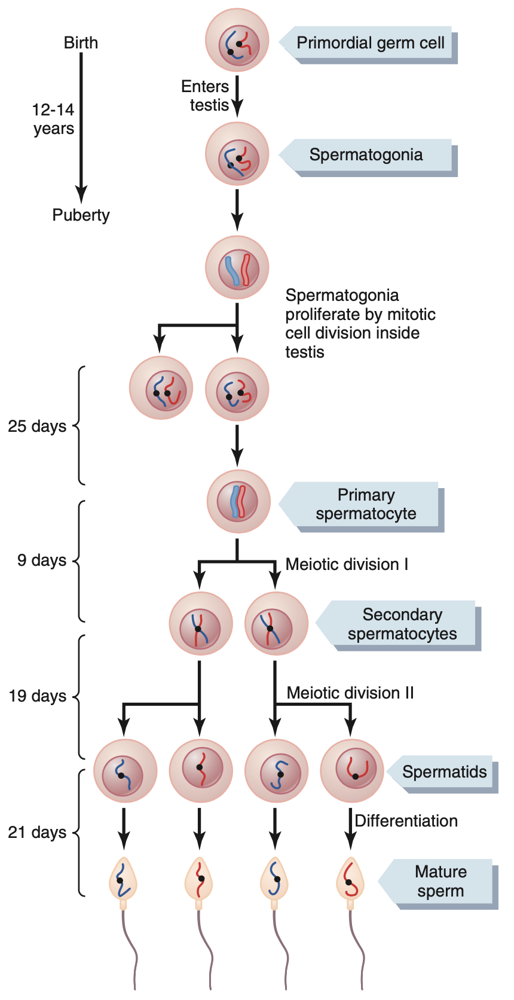 Birth
Primordial germ cell
Enters
testis
12-14
years
Spermatogonia
Puberty
Spermatogonia
proliferate by mitotic
cell division inside
testis
25 days
Primary
spermatocyte
9 days
Meiotic division I
Secondary
spermatocytes
19 days
Meiotic division II
Spermatids
21 days
Differentiation
Mature
sperm